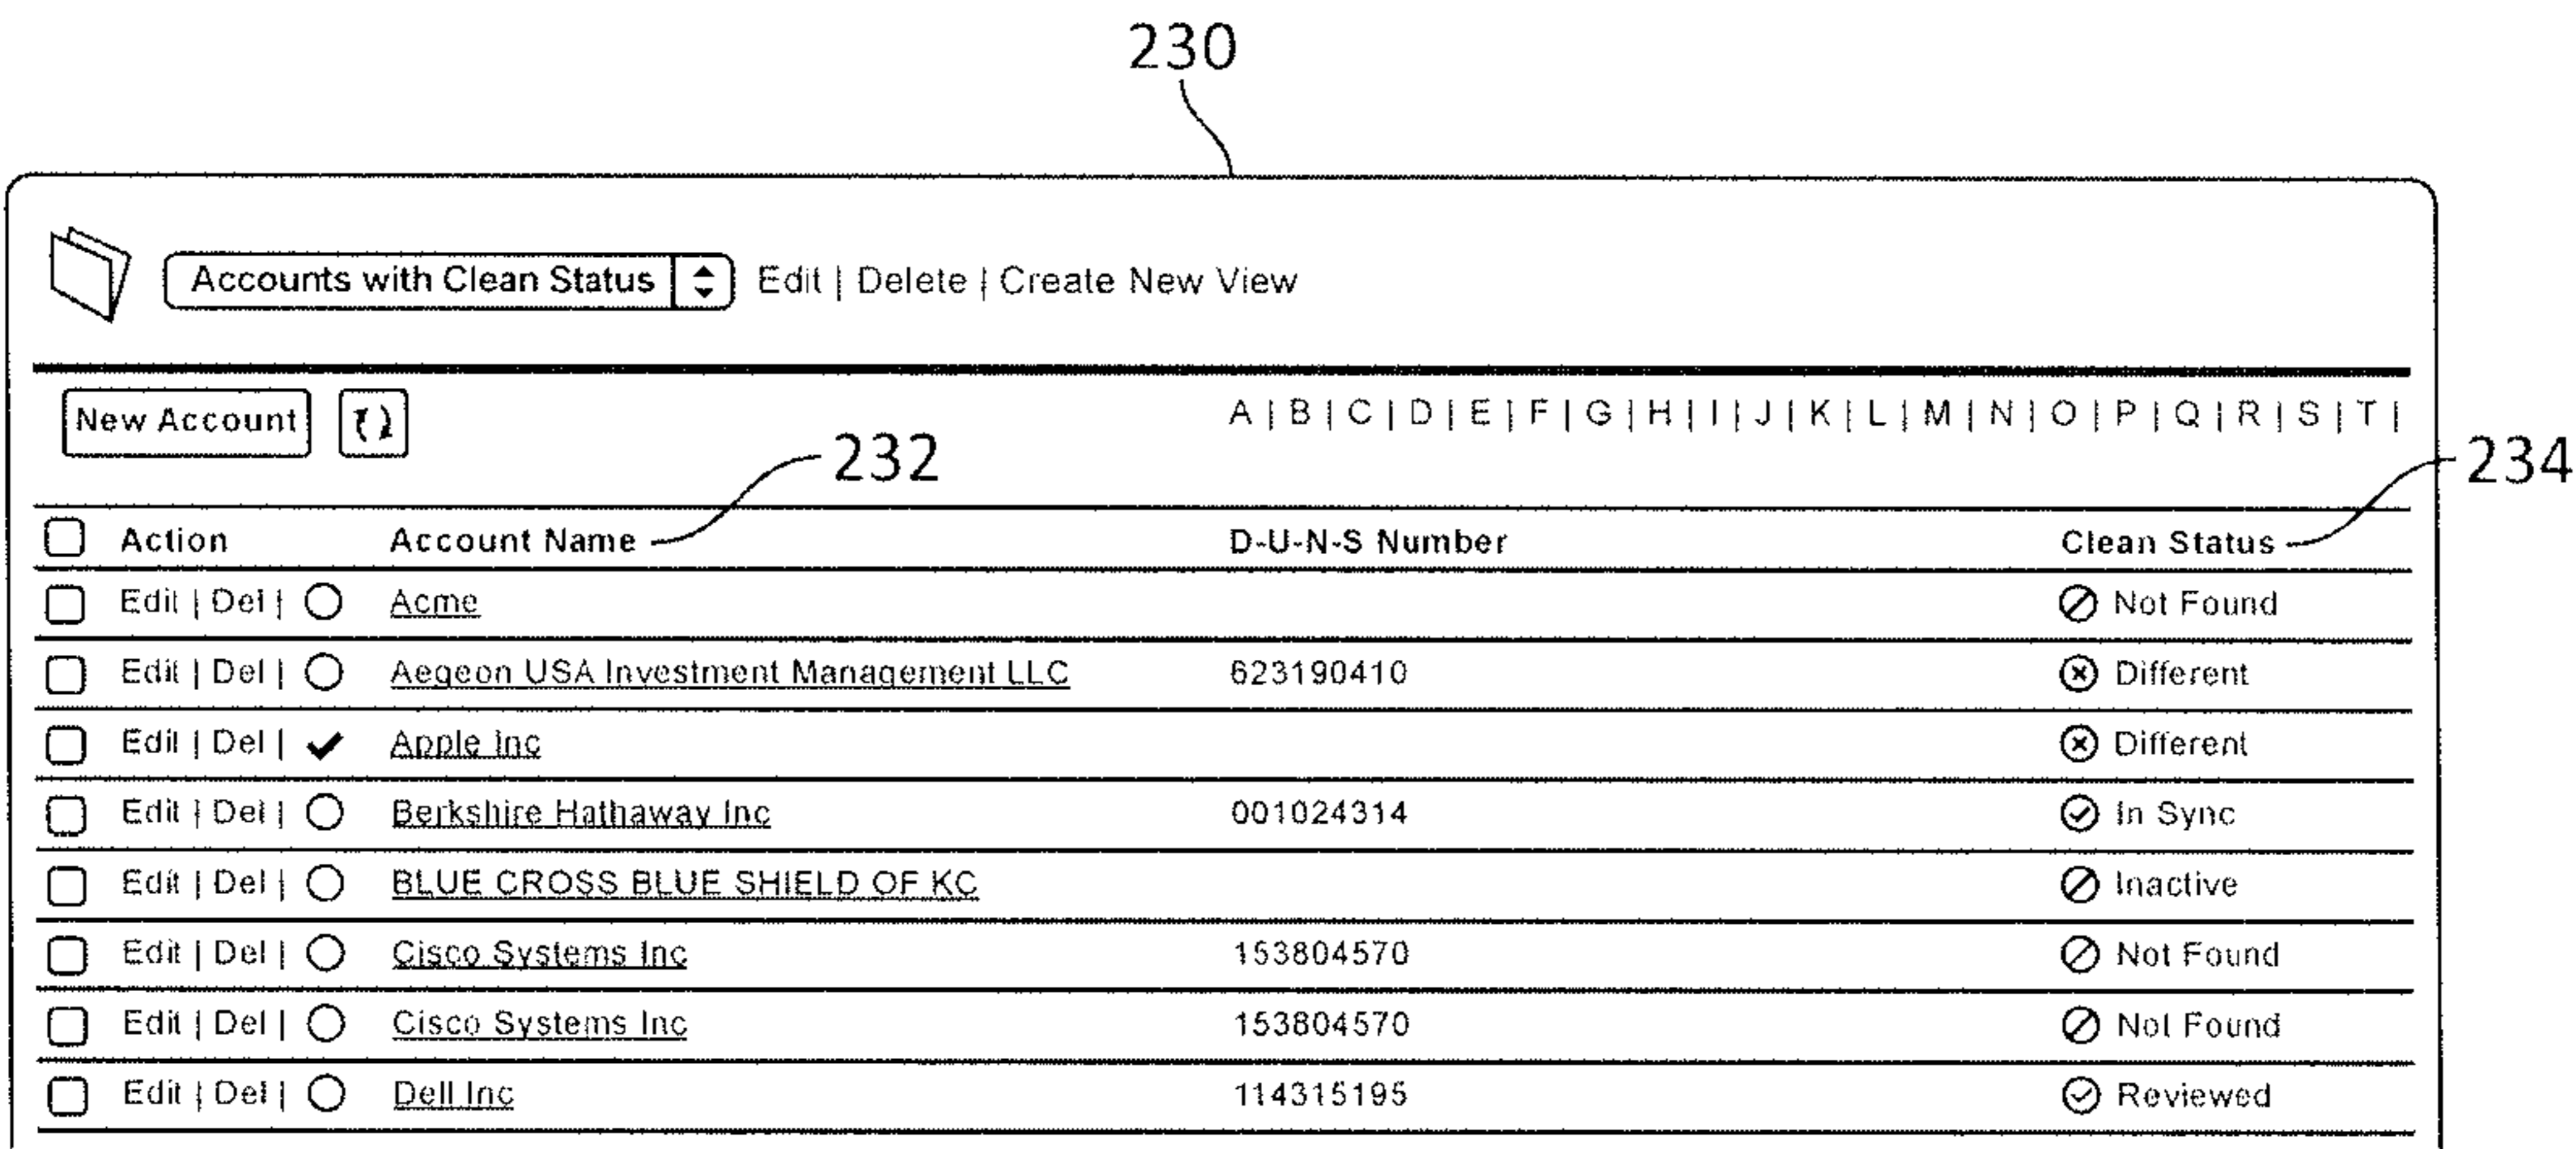 230
Accounts with Clean Status Edit | Delete | Create New View
New Account A | B | C | D | E | F | G | H | I | J | K | L | M | N | O | P | Q | R | S | T |
232
234
Action Account Name D-U-N-S Number Clean Status
Edit | Del | Acme Not Found
Edit | Del | Aegeon USA Investment Management LLC 623190410 Different
Edit | Del | Apple Inc Different
Edit | Del | Berkshire Hathaway Inc 001024314 In Sync
Edit | Del | BLUE CROSS BLUE SHIELD OF KC Inactive
Edit | Del | Cisco Systems Inc 153804570 Not Found
Edit | Del | Cisco Systems Inc 153804570 Not Found
Edit | Del | Dell Inc 114315195 Reviewed